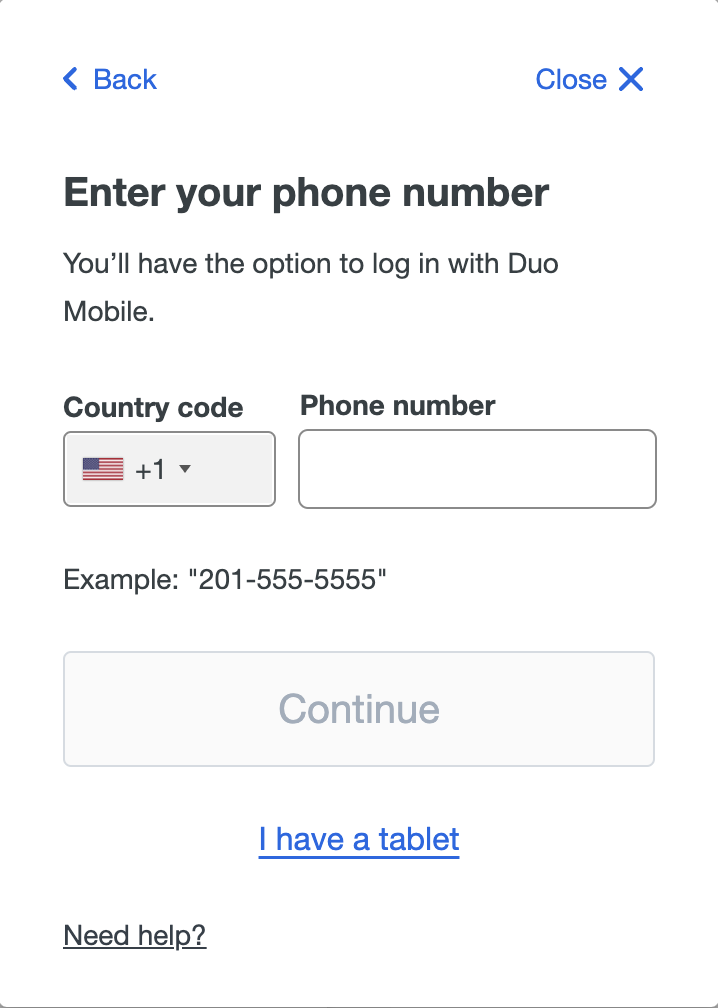 Back
Close
Enter your phone number
You’ll have the option to log in with Duo
Mobile.
Country code
Phone number
+1
Example: "201-555-5555"
Continue
I have a tablet
Need help?